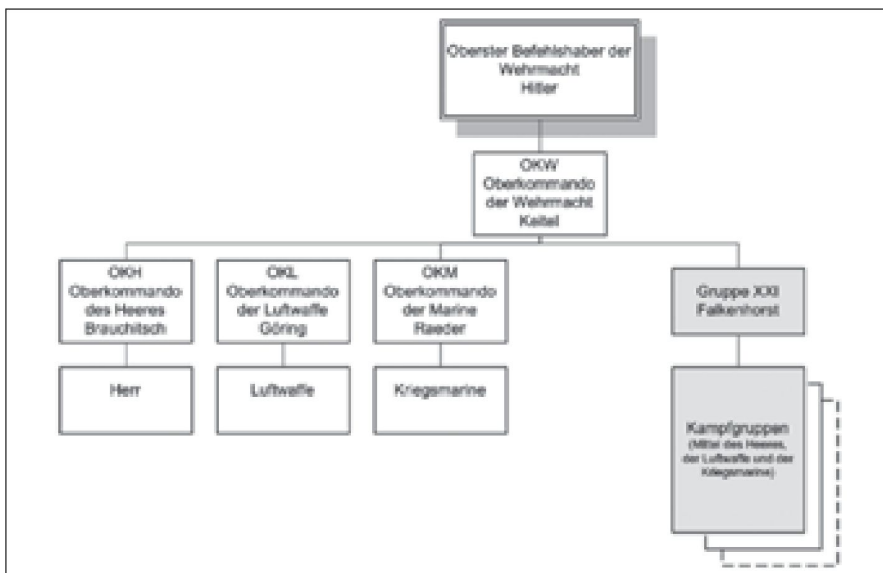 Oberster Befehlshaber der
Wehrmacht
Hitler
OKW
Oberkommando
der Wehrmacht
Keitel
OKH
Oberkommando
des Heeres
Brauchitsch
OKL
Oberkommando
der Luftwaffe
Göring
OKM
Oberkommando
der Marine
Raeder
Gruppe XXI
Falkenhorst
Herr
Luftwaffe
Kriegsmarine
Kampfgruppen
(Mittel des Heeres,
der Luftwaffe und der
Kriegsmarine)